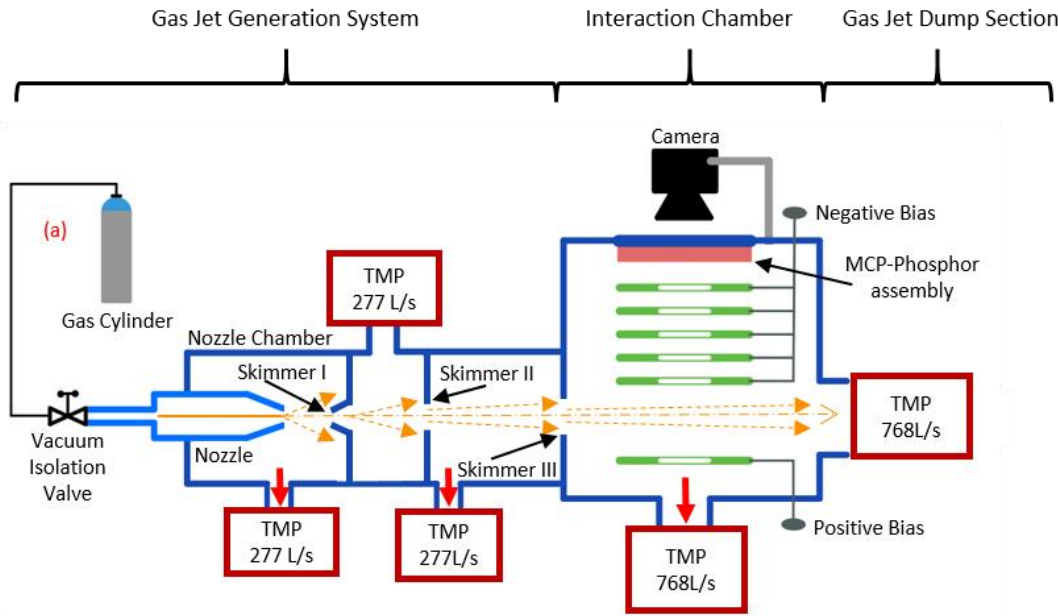 Gas Jet Generation System
Interaction Chamber
Gas Jet Dump Section
Camera
(a)
Negative Bias
MCP-Phosphor
assembly
TMP
277 L/s
Gas Cylinder
Nozzle Chamber
Skimmer I
Skimmer II
Vacuum
Isolation
Valve
Nozzle
Skimmer III
TMP
768L/s
TMP
277 L/s
TMP
277L/s
TMP
768L/s
Positive Bias